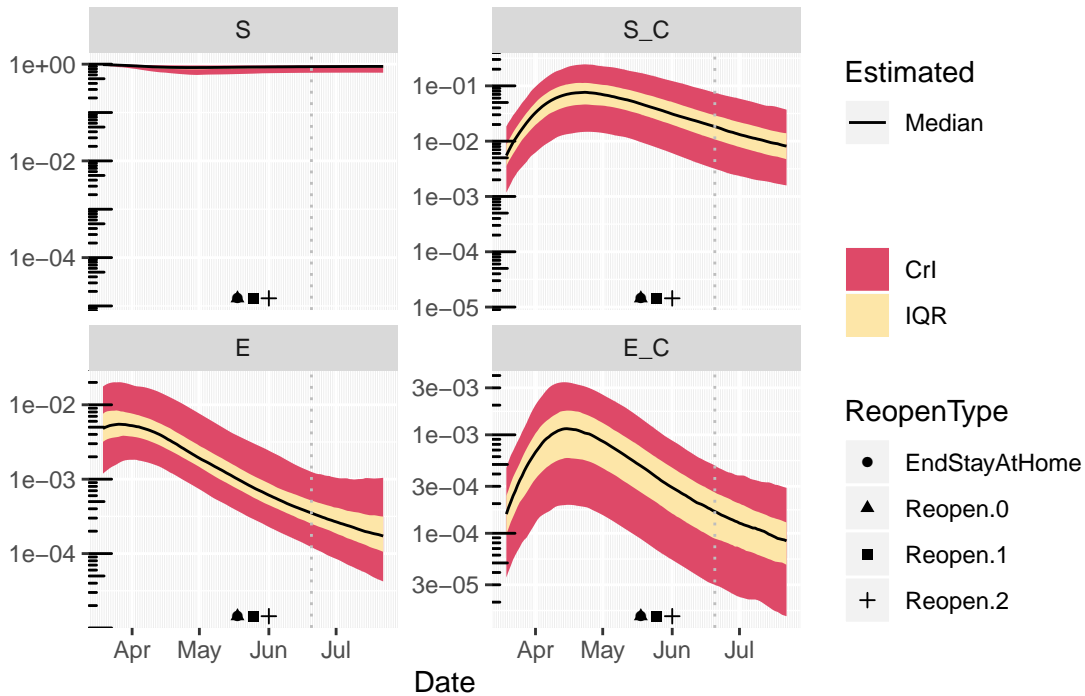 S
S_C
1e+00
1e−02
1e−04
1e−01
1e−02
1e−03
1e−04
1e−05
E
E_C
1e−02
1e−03
1e−04
3e−03
1e−03
3e−04
1e−04
3e−05
Apr May Jun Jul
Apr May Jun Jul
Date
Estimated
Median
CrI
IQR
ReopenType
EndStayAtHome
Reopen.0
Reopen.1
Reopen.2